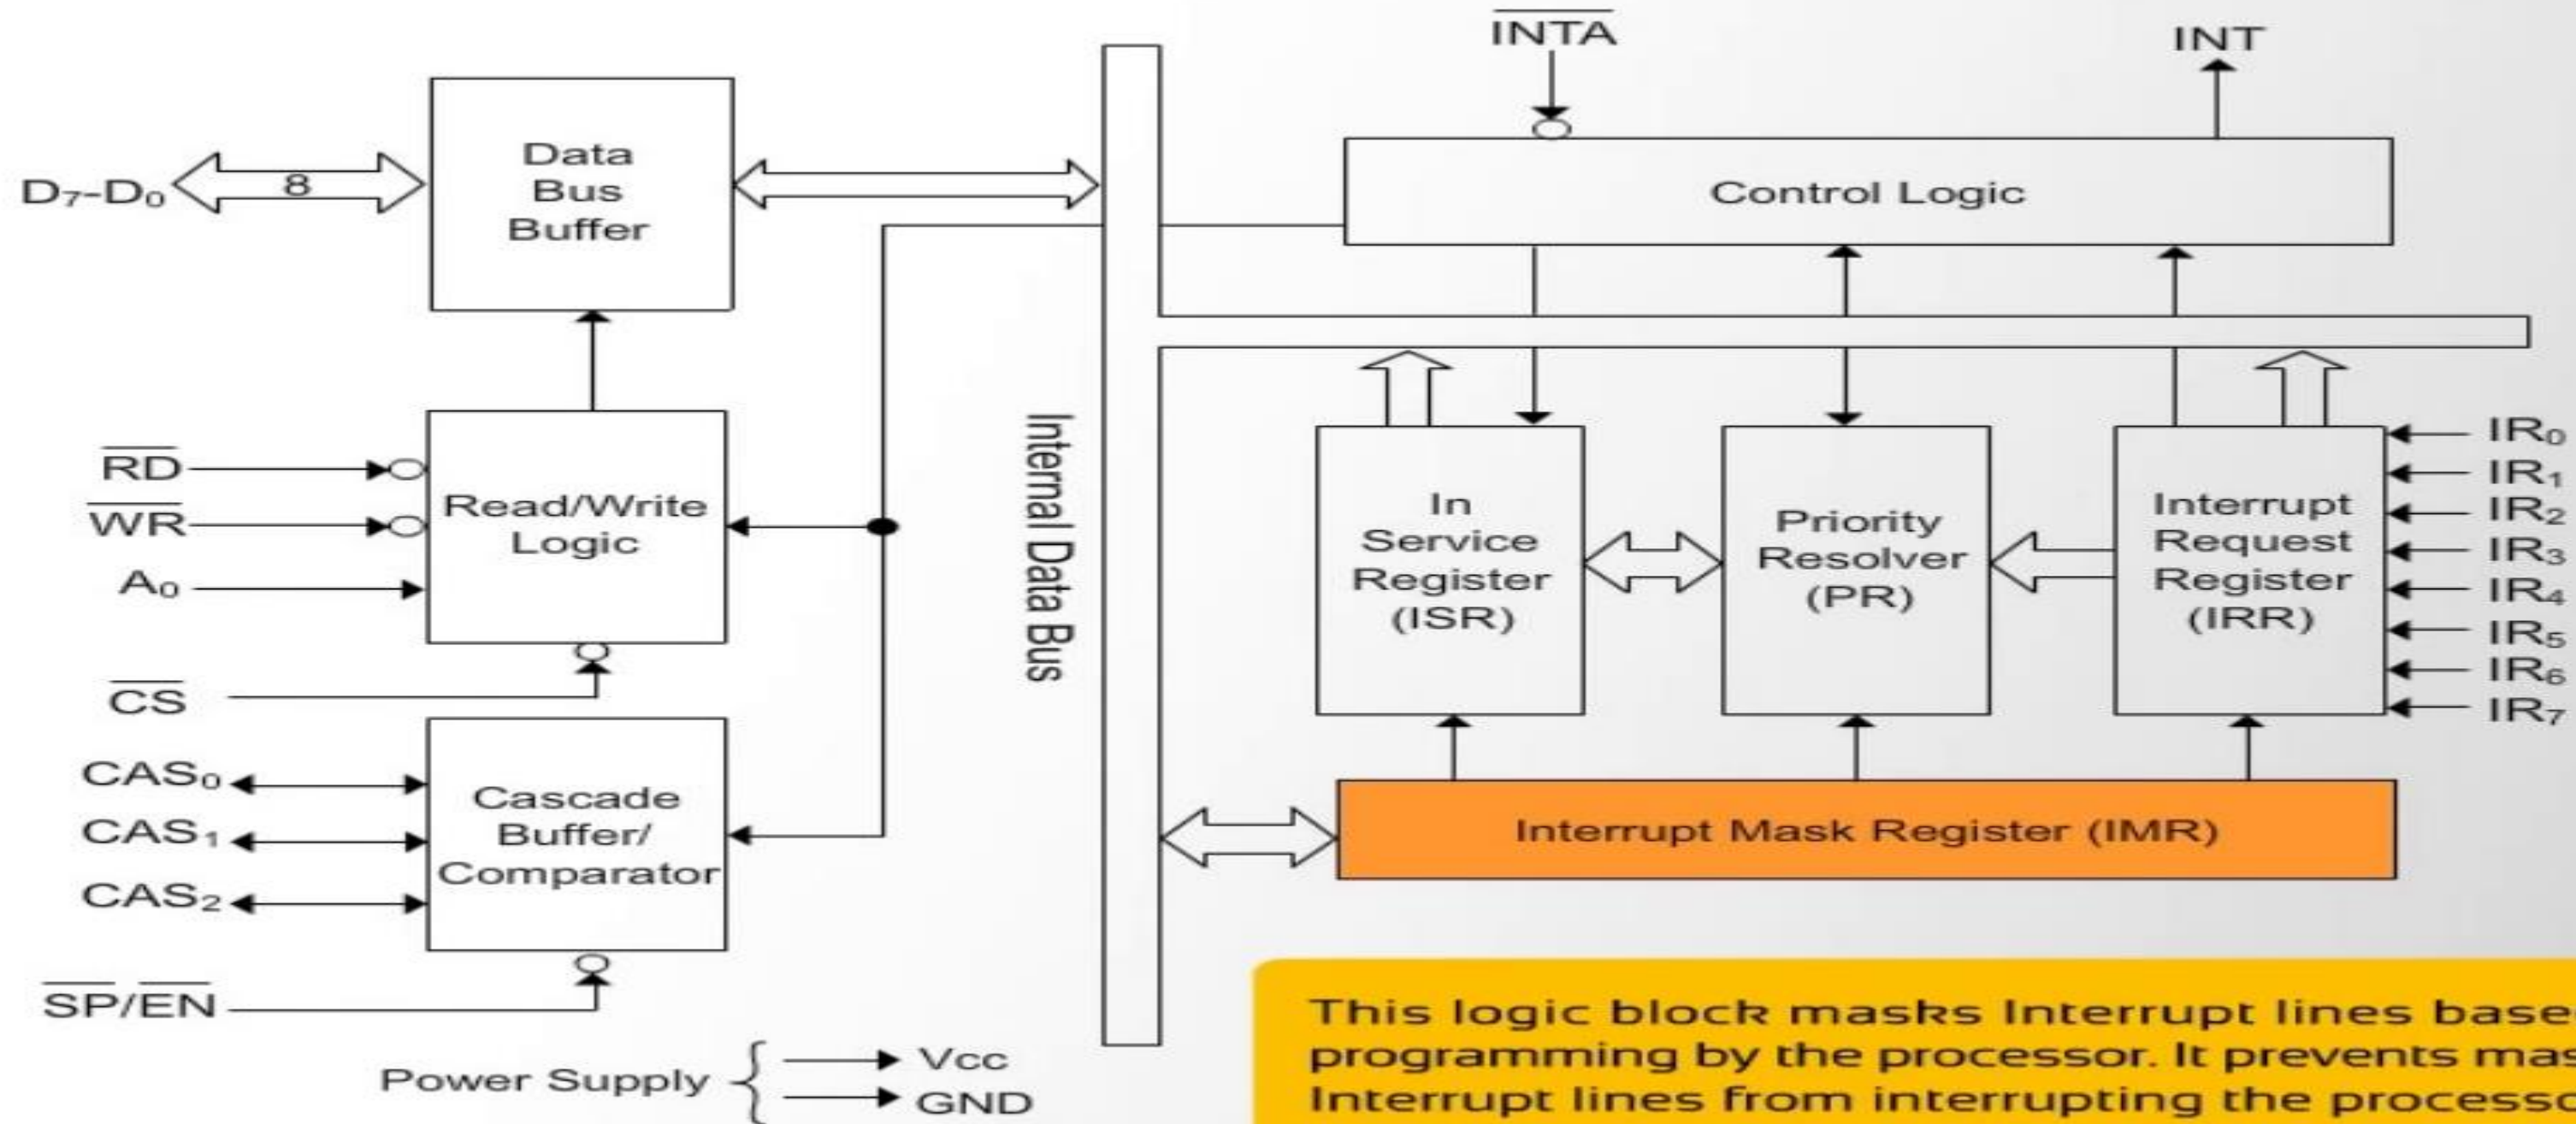 INTA
INT
Data
Bus
Buffer
D₇-D₀
8
Control Logic
Internal Data Bus
RD
WR
A₀
CS
Read/Write
Logic
In
Service
Register
(ISR)
Priority
Resolver
(PR)
Interrupt
Request
Register
(IRR)
IR₀
IR₁
IR₂
IR₃
IR₄
IR₅
IR₆
IR₇
CAS₀
CAS₁
CAS₂
Cascade
Buffer/
Comparator
SP/EN
Interrupt Mask Register (IMR)
Power Supply
Vcc
GND
This logic block masks Interrupt lines
programming by the processor. It prevents
Interrupt lines from interrupting the